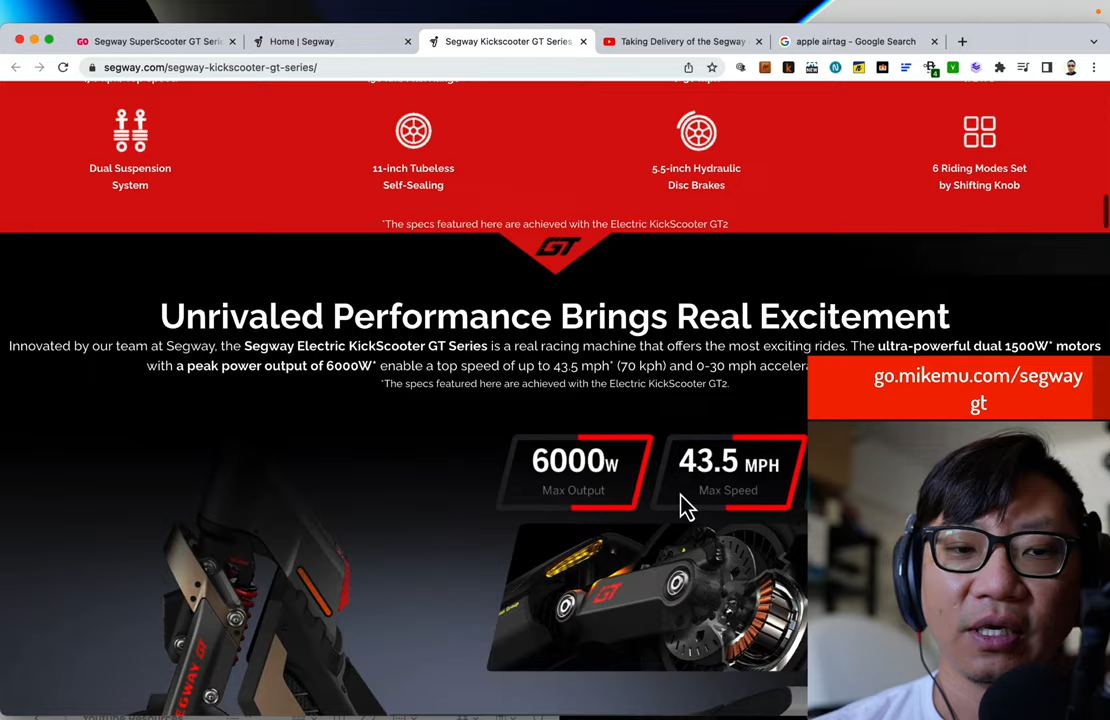 Segway SuperScooter GT Seri
Home | Segway
Segway Kickscooter GT Series
Taking Delivery of the Segway
apple airtag - Google Search
segway.com/segway-kickscooter-gt-series/
Dual Suspension
System
11-inch Tubeless
Self-Sealing
5.5-inch Hydraulic
Disc Brakes
6 Riding Modes Set
by Shifting Knob
*The specs featured here are achieved with the Electric KickScooter GT2
GT
Unrivaled Performance Brings Real Excitement
Innovated by our team at Segway, the Segway Electric KickScooter GT Series is a real racing machine that offers the most exciting rides. The ultra-powerful dual 1500W* motors
with a peak power output of 6000W* enable a top speed of up to 43.5 mph* (70 kph) and 0-30 mph accelera
*The specs featured here are achieved with the Electric KickScooter GT2.
go.mikemu.com/segway
gt
6000W
Max Output
43.5 MPH
Max Speed
GT
SEGWAY GT